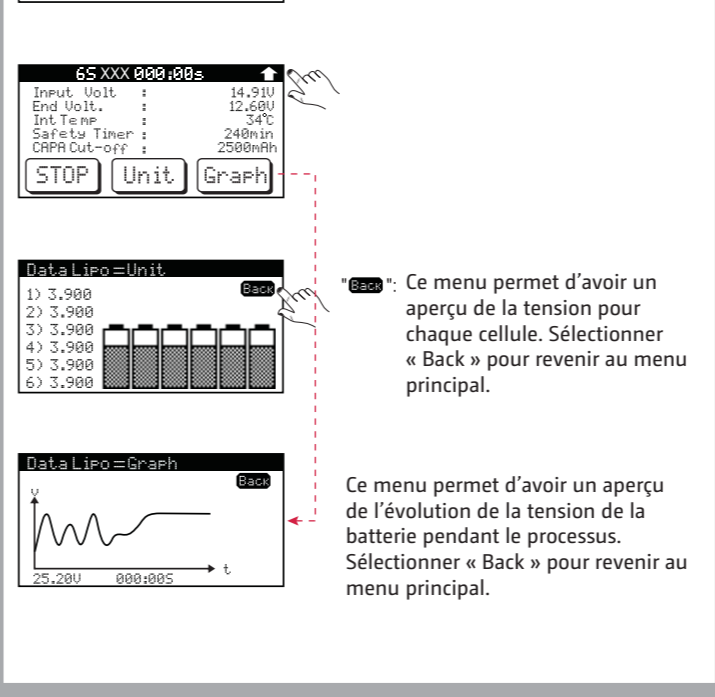 6S XXX 000:00s
Input Volt : 14.91V
End Volt. : 12.60V
Int Temp : 34℃
Safety Timer : 240min
CAPA Cut-off : 2500mAh
STOP Unit Graph
Data Lipo=Unit
Back
1) 3.900
2) 3.900
3) 3.900
4) 3.900
5) 3.900
6) 3.900
"Back": Ce menu permet d’avoir un
aperçu de la tension pour
chaque cellule. Sélectionner
« Back » pour revenir au menu
principal.
Data Lipo=Graph
Back
V
t
25.20V 000:00S
Ce menu permet d’avoir un aperçu
de l’évolution de la tension de la
batterie pendant le processus.
Sélectionner « Back » pour revenir au
menu principal.